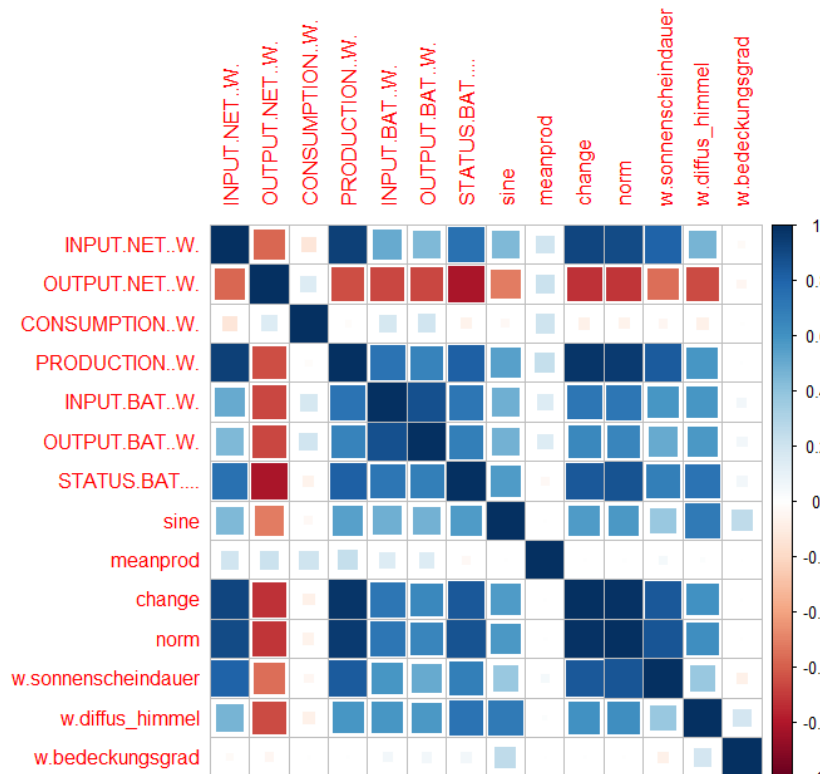 INPUT.NET..W.
OUTPUT.NET..W.
CONSUMPTION..W.
PRODUCTION..W.
INPUT.BAT..W.
OUTPUT.BAT..W.
STATUS.BAT....
sine
meanprod
change
norm
w.sonnenscheindauer
w.diffus_himmel
w.bedeckungsgrad
INPUT.NET..W.
OUTPUT.NET..W.
CONSUMPTION..W.
PRODUCTION..W.
INPUT.BAT..W.
OUTPUT.BAT..W.
STATUS.BAT....
sine
meanprod
change
norm
w.sonnenscheindauer
w.diffus_himmel
w.bedeckungsgrad
1
0